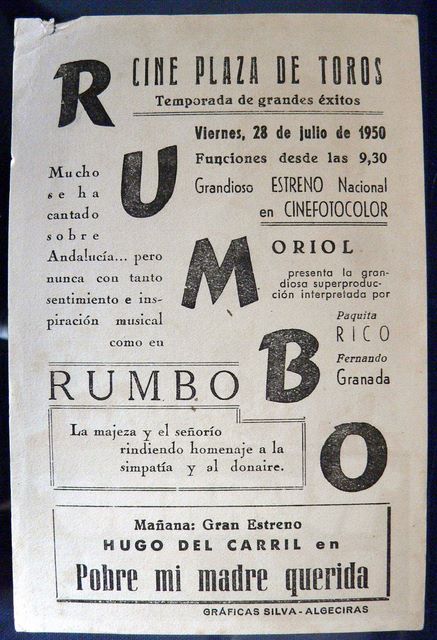 CINE PLAZA DE TOROS
Temporada de grandes éxitos
Viernes, 28 de julio de 1950
Funciones desde las 9,30
Grandioso ESTRENO Nacional
en CINEFOTOCOLOR
RUMBO
Mucho
se ha
cantado
sobre
Andalucía... pero
nunca con tanto
sentimiento e ins-
piración musical
como en
RUMBO
ORIOL
presenta la gran-
diosa superproduc-
ción interpretada por
Paquita
RICO
Fernando
Granada
La majeza y el señorío
rindiendo homenaje a la
simpatía y al donaire.
Mañana: Gran Estreno
HUGO DEL CARRIL en
Pobre mi madre querida
GRÁFICAS SILVA - ALGECIRAS